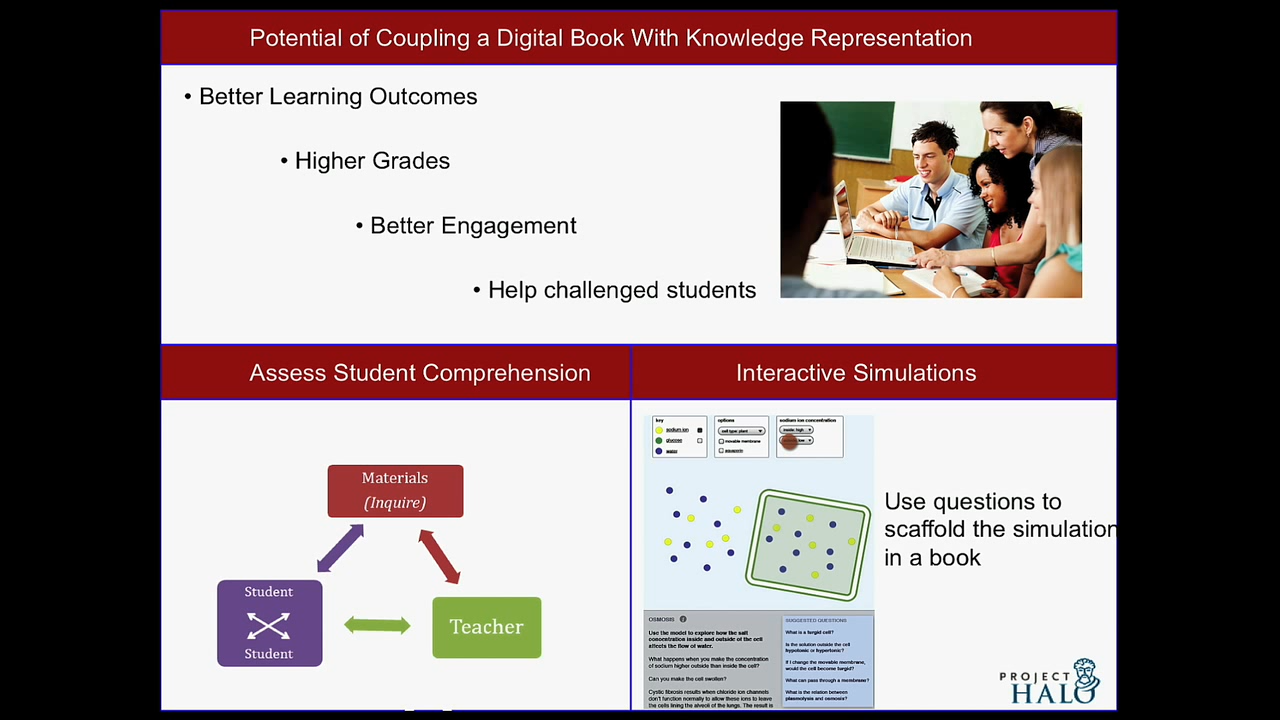 Potential of Coupling a Digital Book With Knowledge Representation
• Better Learning Outcomes
• Higher Grades
• Better Engagement
• Help challenged students
Assess Student Comprehension
Interactive Simulations
Materials
(Inquire)
Student
Student
Teacher
key
sodium ion
glucose
water
options
cell type: plant
movable membrane
aquaporin
sodium ion concentration
inside: high
low
Use questions to
scaffold the simulation
in a book
OSMOSIS
Use the model to explore how the salt
concentration inside and outside of the cell
affects the flow of water.
What happens when you make the concentration
of sodium higher outside than inside the cell?
Can you make the cell swollen?
Cystic fibrosis results when chloride ion channels
don't function normally to allow these ions to leave
the cells lining the alveoli of the lungs. The result is
SUGGESTED QUESTIONS
What is a turgid cell?
Is the solution outside the cell
hypotonic or hypertonic?
If I change the movable membrane,
would the cell become turgid?
What can pass through a membrane?
What is the relation between
plasmolysis and osmosis?
PROJECT
HALO